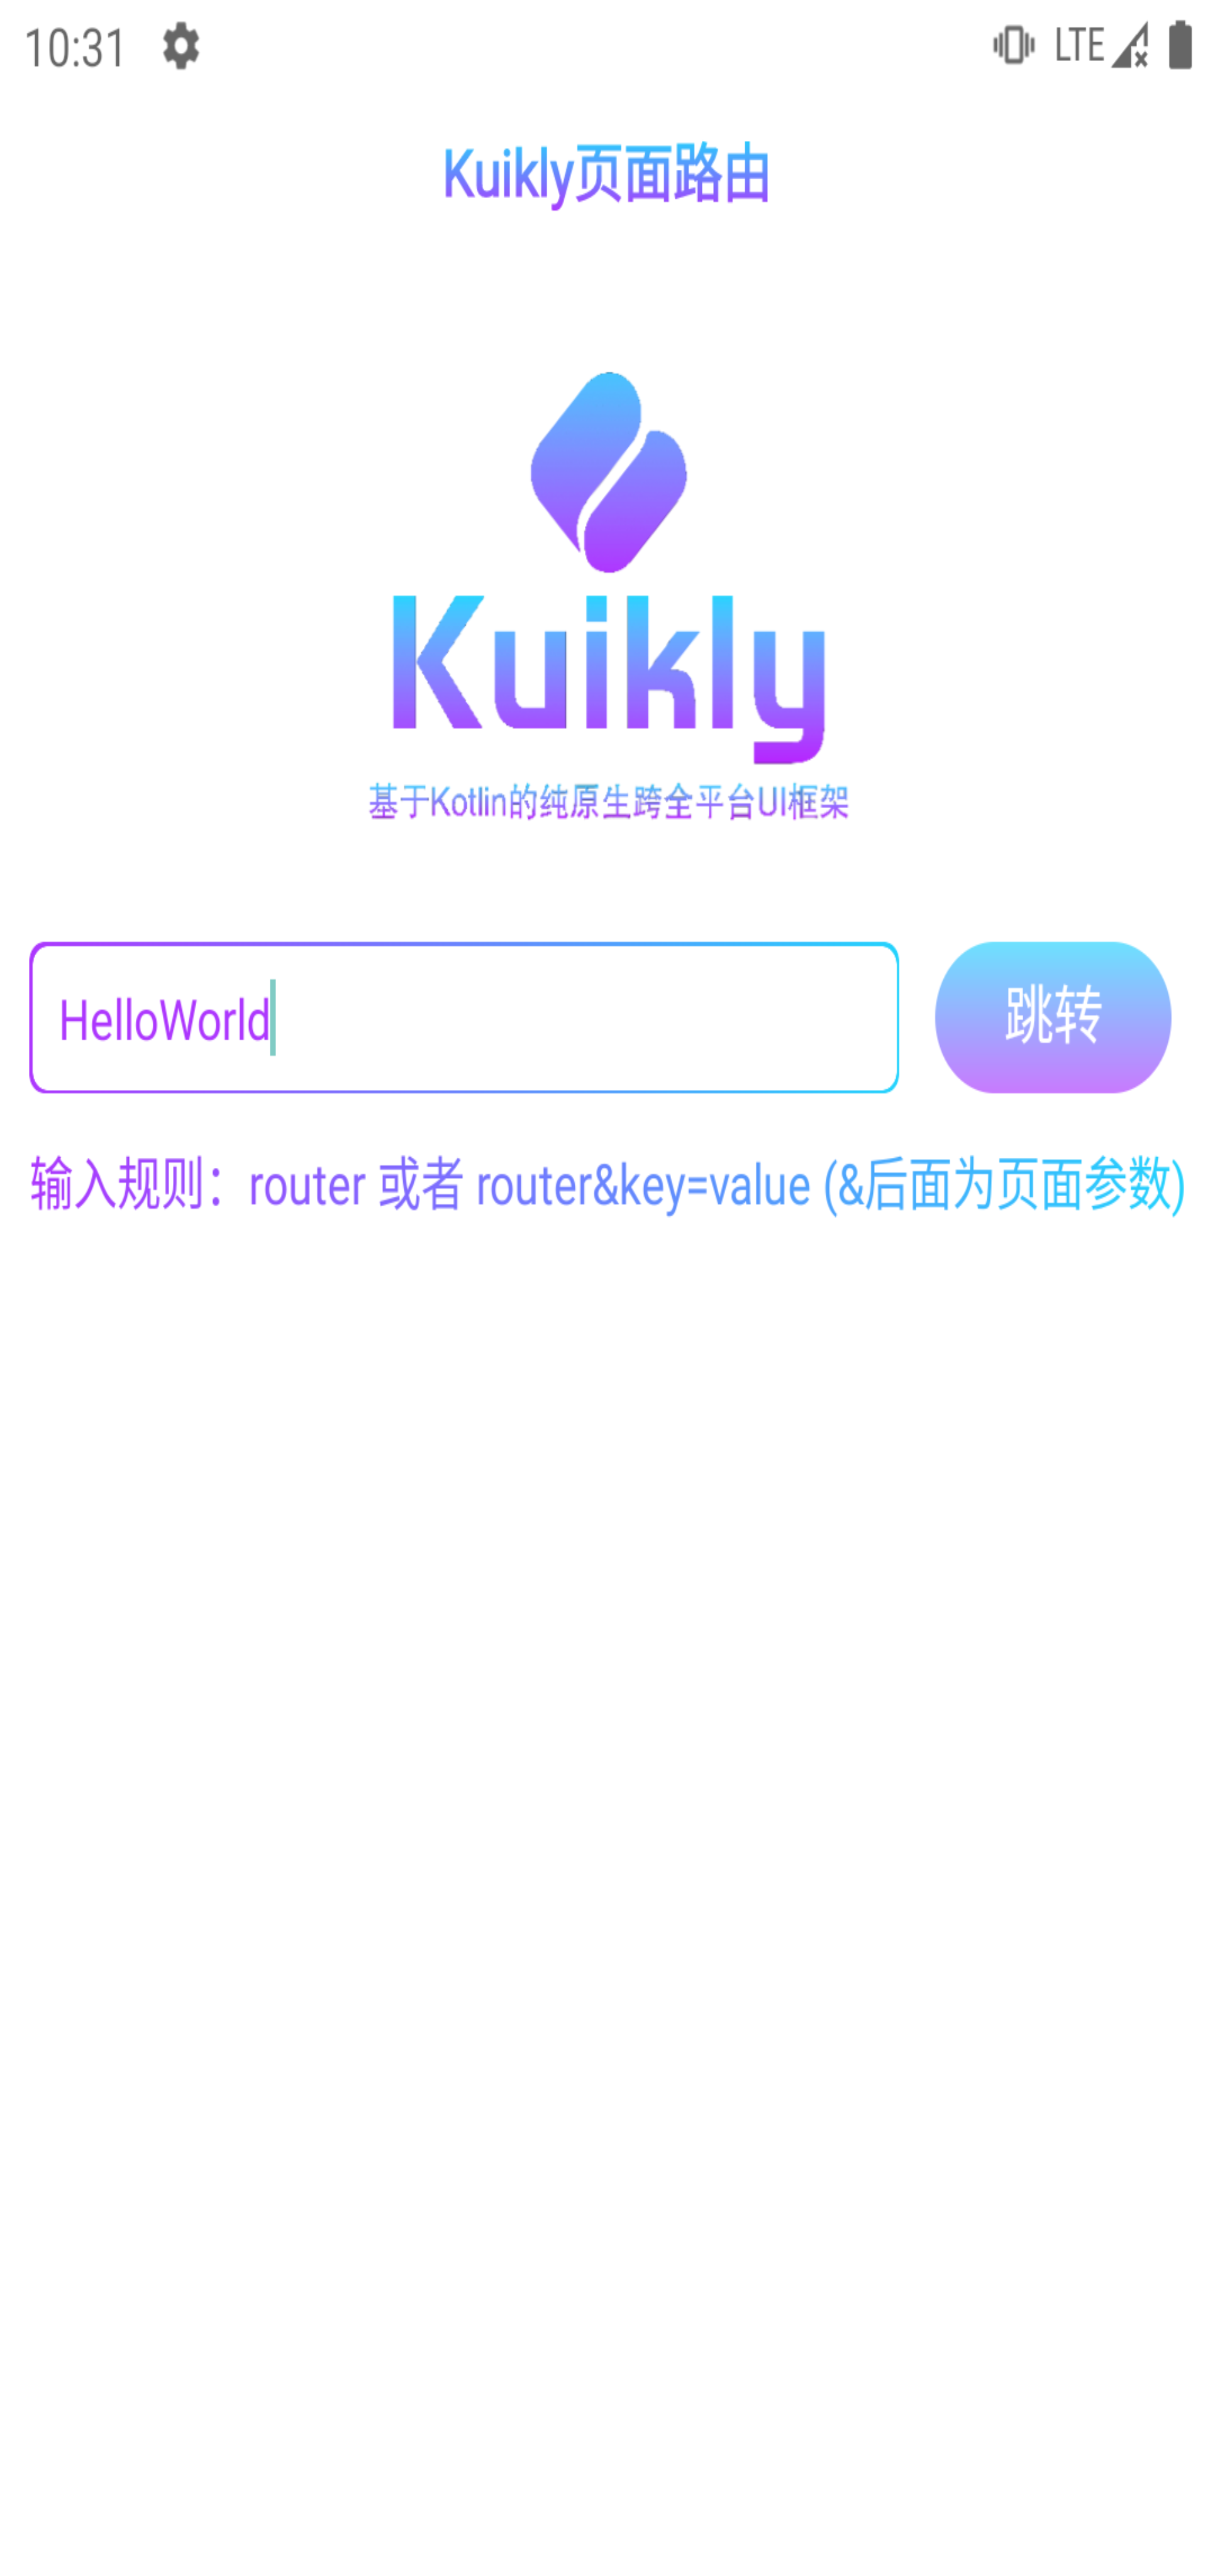 10:31
LTE
Kuikly页面路由
Kuikly
基于Kotlin的纯原生跨全平台UI框架
HelloWorld
跳转
输入规则：router 或者 router&key=value (&后面为页面参数)